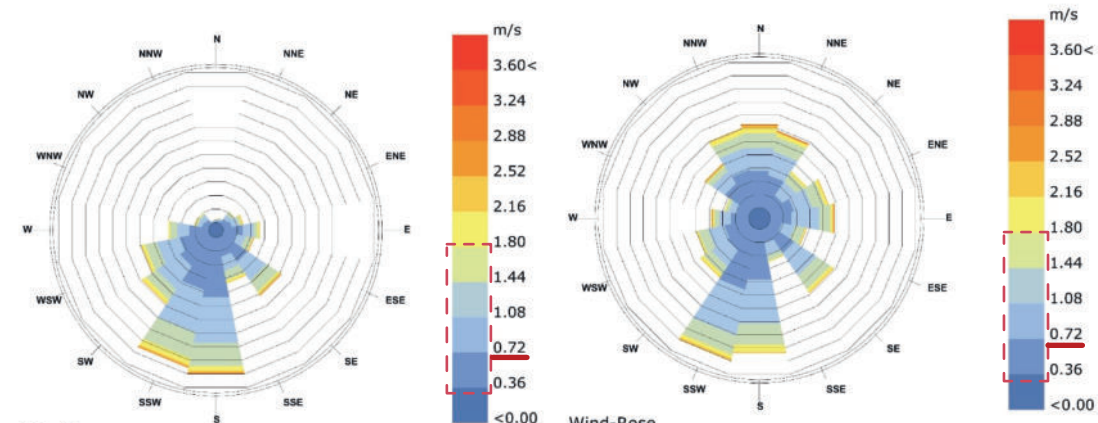 N
NNE
NE
ENE
E
ESE
SE
SSE
S
SSW
SW
WSW
W
WNW
NW
NNW
m/s
3.60<
3.24
2.88
2.52
2.16
1.80
1.44
1.08
0.72
0.36
<0.00
N
NNE
NE
ENE
E
ESE
SE
SSE
S
SSW
SW
WSW
W
WNW
NW
NNW
Wind-Rose
m/s
3.60<
3.24
2.88
2.52
2.16
1.80
1.44
1.08
0.72
0.36
<0.00